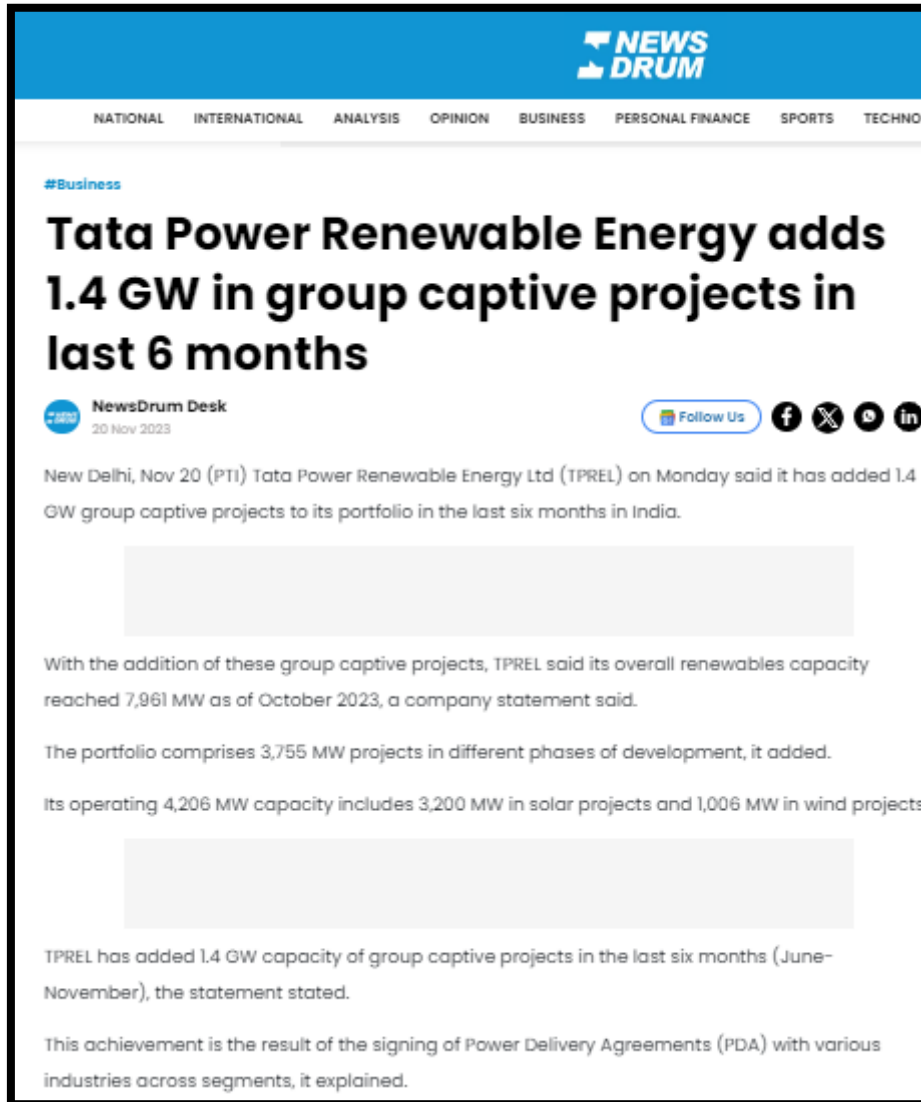 NEWS
DRUM
NATIONAL INTERNATIONAL ANALYSIS OPINION BUSINESS PERSONAL FINANCE SPORTS TECHNO
#Business
Tata Power Renewable Energy adds
1.4 GW in group captive projects in
last 6 months
NewsDrum Desk
20 Nov 2023
Follow Us
New Delhi, Nov 20 (PTI) Tata Power Renewable Energy Ltd (TPREL) on Monday said it has added 1.4
GW group captive projects to its portfolio in the last six months in India.
With the addition of these group captive projects, TPREL said its overall renewables capacity
reached 7,961 MW as of October 2023, a company statement said.
The portfolio comprises 3,755 MW projects in different phases of development, it added.
Its operating 4,206 MW capacity includes 3,200 MW in solar projects and 1,006 MW in wind projects
TPREL has added 1.4 GW capacity of group captive projects in the last six months (June-
November), the statement stated.
This achievement is the result of the signing of Power Delivery Agreements (PDA) with various
industries across segments, it explained.